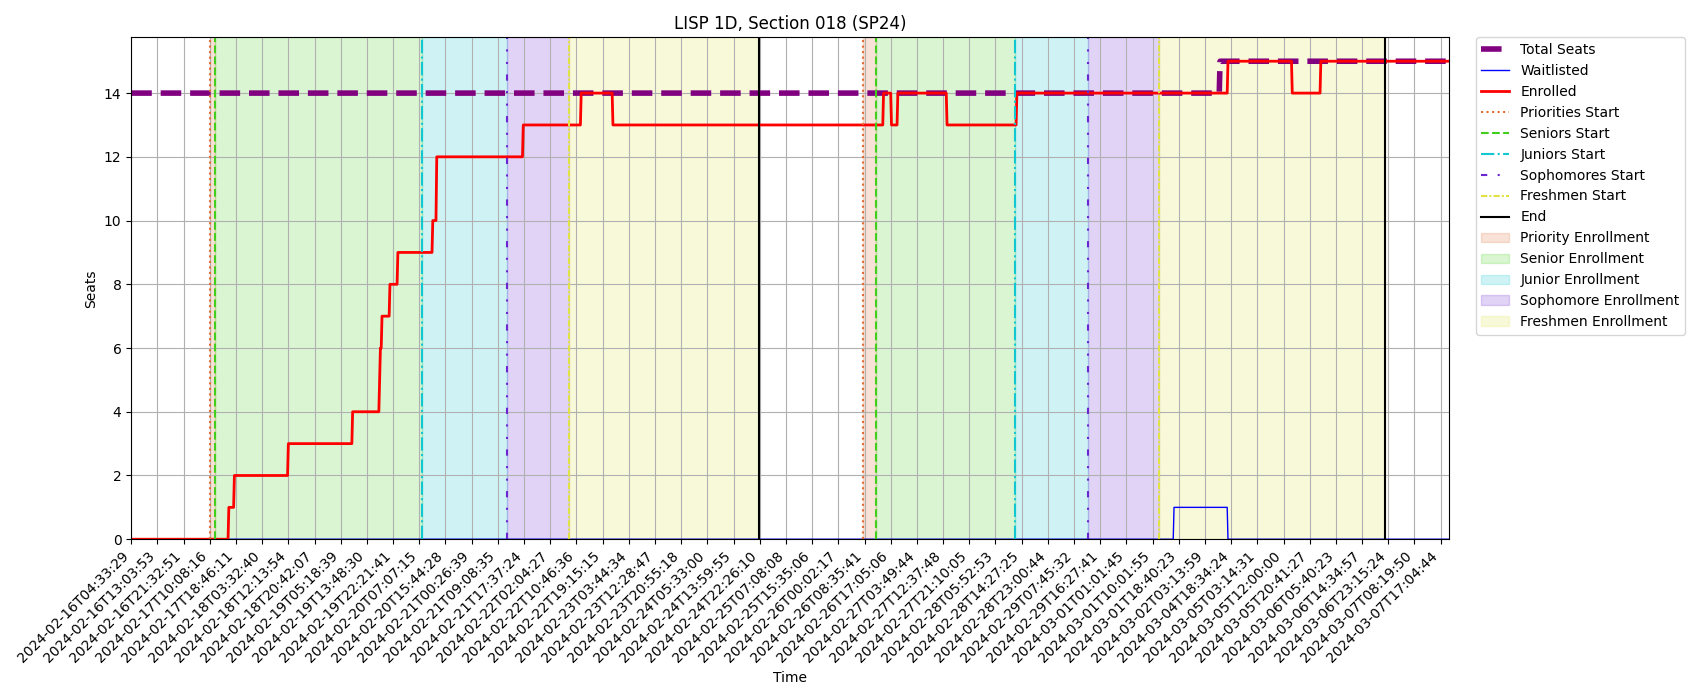 LISP 1D, Section 018 (SP24)
Total Seats
Waitlisted
Enrolled
Priorities Start
Seniors Start
Juniors Start
Sophomores Start
Freshmen Start
End
Priority Enrollment
Senior Enrollment
Junior Enrollment
Sophomore Enrollment
Freshmen Enrollment
Seats
14
12
10
8
6
4
2
0
2024-02-16T04:33:29
2024-02-16T13:03:53
2024-02-16T21:32:51
2024-02-17T10:08:16
2024-02-17T18:46:11
2024-02-18T03:32:40
2024-02-18T12:13:54
2024-02-18T20:42:07
2024-02-19T05:18:39
2024-02-19T13:48:30
2024-02-19T22:21:41
2024-02-20T07:07:15
2024-02-20T15:44:28
2024-02-21T00:26:39
2024-02-21T09:08:35
2024-02-21T17:37:24
2024-02-22T02:04:27
2024-02-22T10:46:36
2024-02-22T19:15:15
2024-02-23T03:44:34
2024-02-23T12:28:47
2024-02-23T20:55:18
2024-02-24T05:33:00
2024-02-24T13:59:55
2024-02-24T22:26:10
2024-02-25T07:08:08
2024-02-25T15:35:06
2024-02-26T00:02:17
2024-02-26T08:35:41
2024-02-26T17:05:06
2024-02-27T03:49:44
2024-02-27T12:37:48
2024-02-27T21:10:05
2024-02-28T05:52:53
2024-02-28T14:27:25
2024-02-28T23:00:44
2024-02-29T07:45:32
2024-02-29T16:27:41
2024-03-01T01:01:45
2024-03-01T10:01:55
2024-03-01T18:40:23
2024-03-02T03:13:59
2024-03-04T18:34:24
2024-03-05T03:14:31
2024-03-05T12:00:00
2024-03-05T20:41:27
2024-03-06T05:40:23
2024-03-06T14:34:57
2024-03-06T23:15:24
2024-03-07T08:19:50
2024-03-07T17:04:44
Time